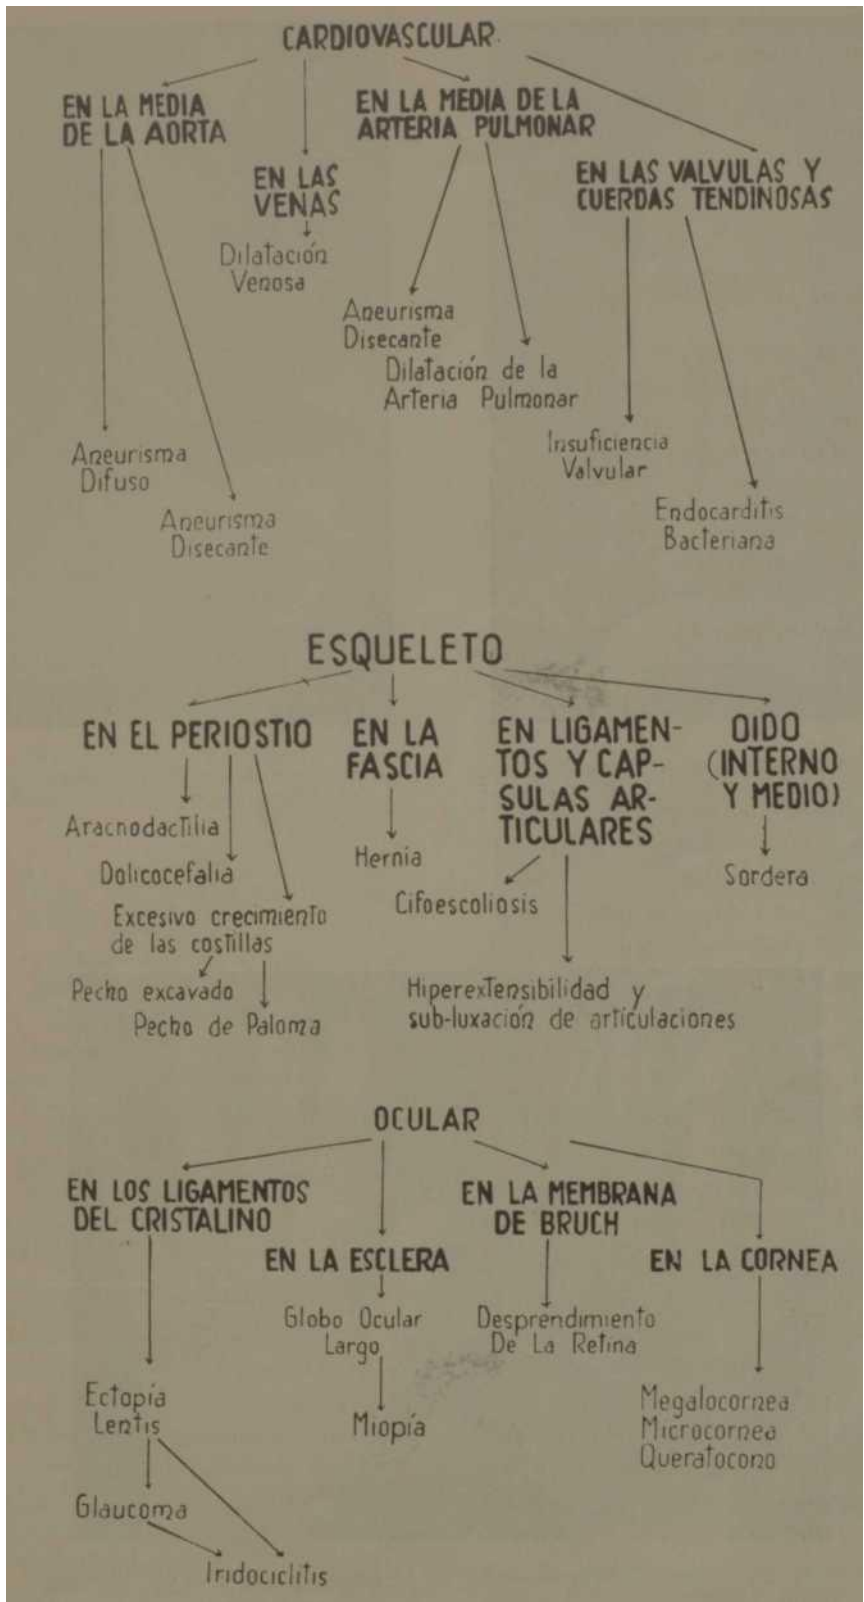 CARDIOVASCULAR
EN LA MEDIA
DE LA AORTA
EN LAS
VENAS
Dilatación
Venosa
EN LA MEDIA DE LA
ARTERIA PULMONAR
EN LAS VALVULAS Y
CUERDAS TENDINOSAS
Aneurisma
Disecante
Dilatación de la
Arteria Pulmonar
Aneurisma
Difuso
Aneurisma
Disecante
Insuficiencia
Valvular
Endocarditis
Bacteriana
ESQUELETO
EN EL PERIOSTIO
EN LA
FASCIA
EN LIGAMEN-
TOS Y CAP-
SULAS AR-
TICULARES
OIDO
(INTERNO
Y MEDIO)
Aracnodactilia
Dolicocefalia
Excesivo crecimiento
de las costillas
Pecho excavado
Pecho de Paloma
Hernia
Cifoescoliosis
Hiperextensibilidad y
sub-luxación de articulaciones
Sordera
OCULAR
EN LOS LIGAMENTOS
DEL CRISTALINO
EN LA ESCLERA
EN LA MEMBRANA
DE BRUCH
EN LA CORNEA
Globo Ocular
Largo
Miopía
Desprendimiento
De La Retina
Megalocornea
Microcornea
Queratocono
Ectopía
Lentis
Glaucoma
Iridociclitis